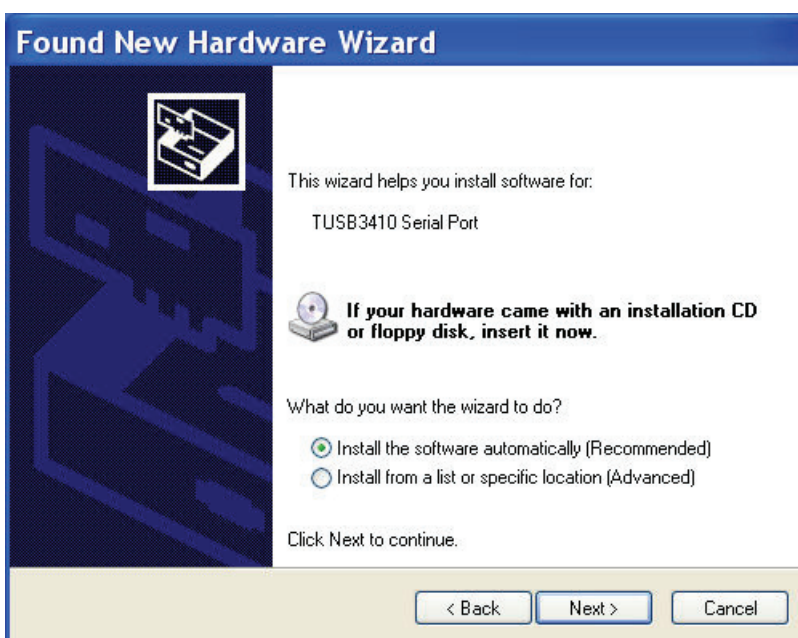 Found New Hardware Wizard
This wizard helps you install software for:
TUSB3410 Serial Port
If your hardware came with an installation CD
or floppy disk, insert it now.
What do you want the wizard to do?
Install the software automatically (Recommended)
Install from a list or specific location (Advanced)
Click Next to continue.
< Back
Next >
Cancel